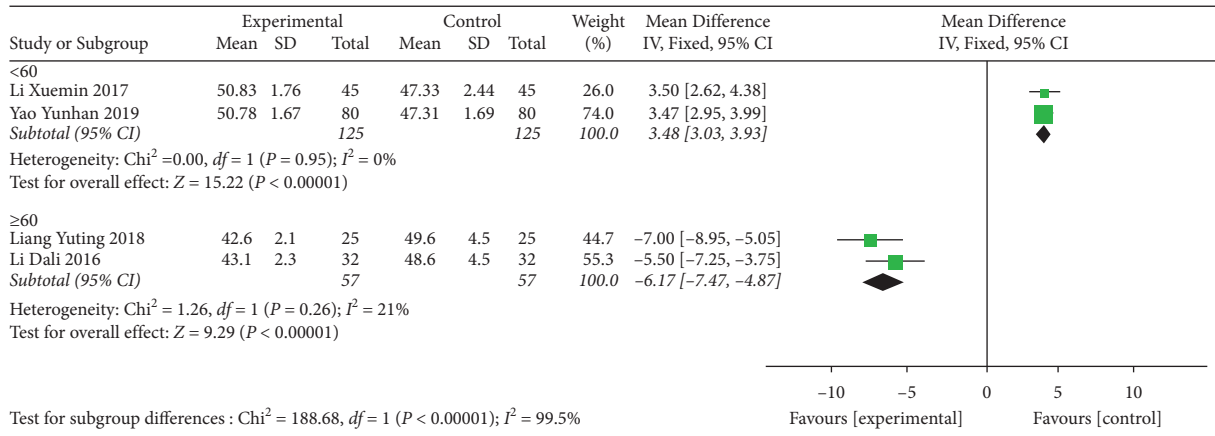 Experimental Control Weight Mean Difference Mean Difference
Study or Subgroup Mean SD Total Mean SD Total (%) IV, Fixed, 95% CI IV, Fixed, 95% CI
<60
Li Xuemin 2017 50.83 1.76 45 47.33 2.44 45 26.0 3.50 [2.62, 4.38]
Yao Yunhan 2019 50.78 1.67 80 47.31 1.69 80 74.0 3.47 [2.95, 3.99]
Subtotal (95% CI) 125 125 100.0 3.48 [3.03, 3.93]
Heterogeneity: Chi² =0.00, df = 1 (P = 0.95); I² = 0%
Test for overall effect: Z = 15.22 (P < 0.00001)
≥60
Liang Yuting 2018 42.6 2.1 25 49.6 4.5 25 44.7 –7.00 [–8.95, –5.05]
Li Dali 2016 43.1 2.3 32 48.6 4.5 32 55.3 –5.50 [–7.25, –3.75]
Subtotal (95% CI) 57 57 100.0 –6.17 [–7.47, –4.87]
Heterogeneity: Chi² = 1.26, df = 1 (P = 0.26); I² = 21%
Test for overall effect: Z = 9.29 (P < 0.00001)
–10 –5 0 5 10
Test for subgroup differences : Chi² = 188.68, df = 1 (P < 0.00001); I² = 99.5% Favours [experimental] Favours [control]